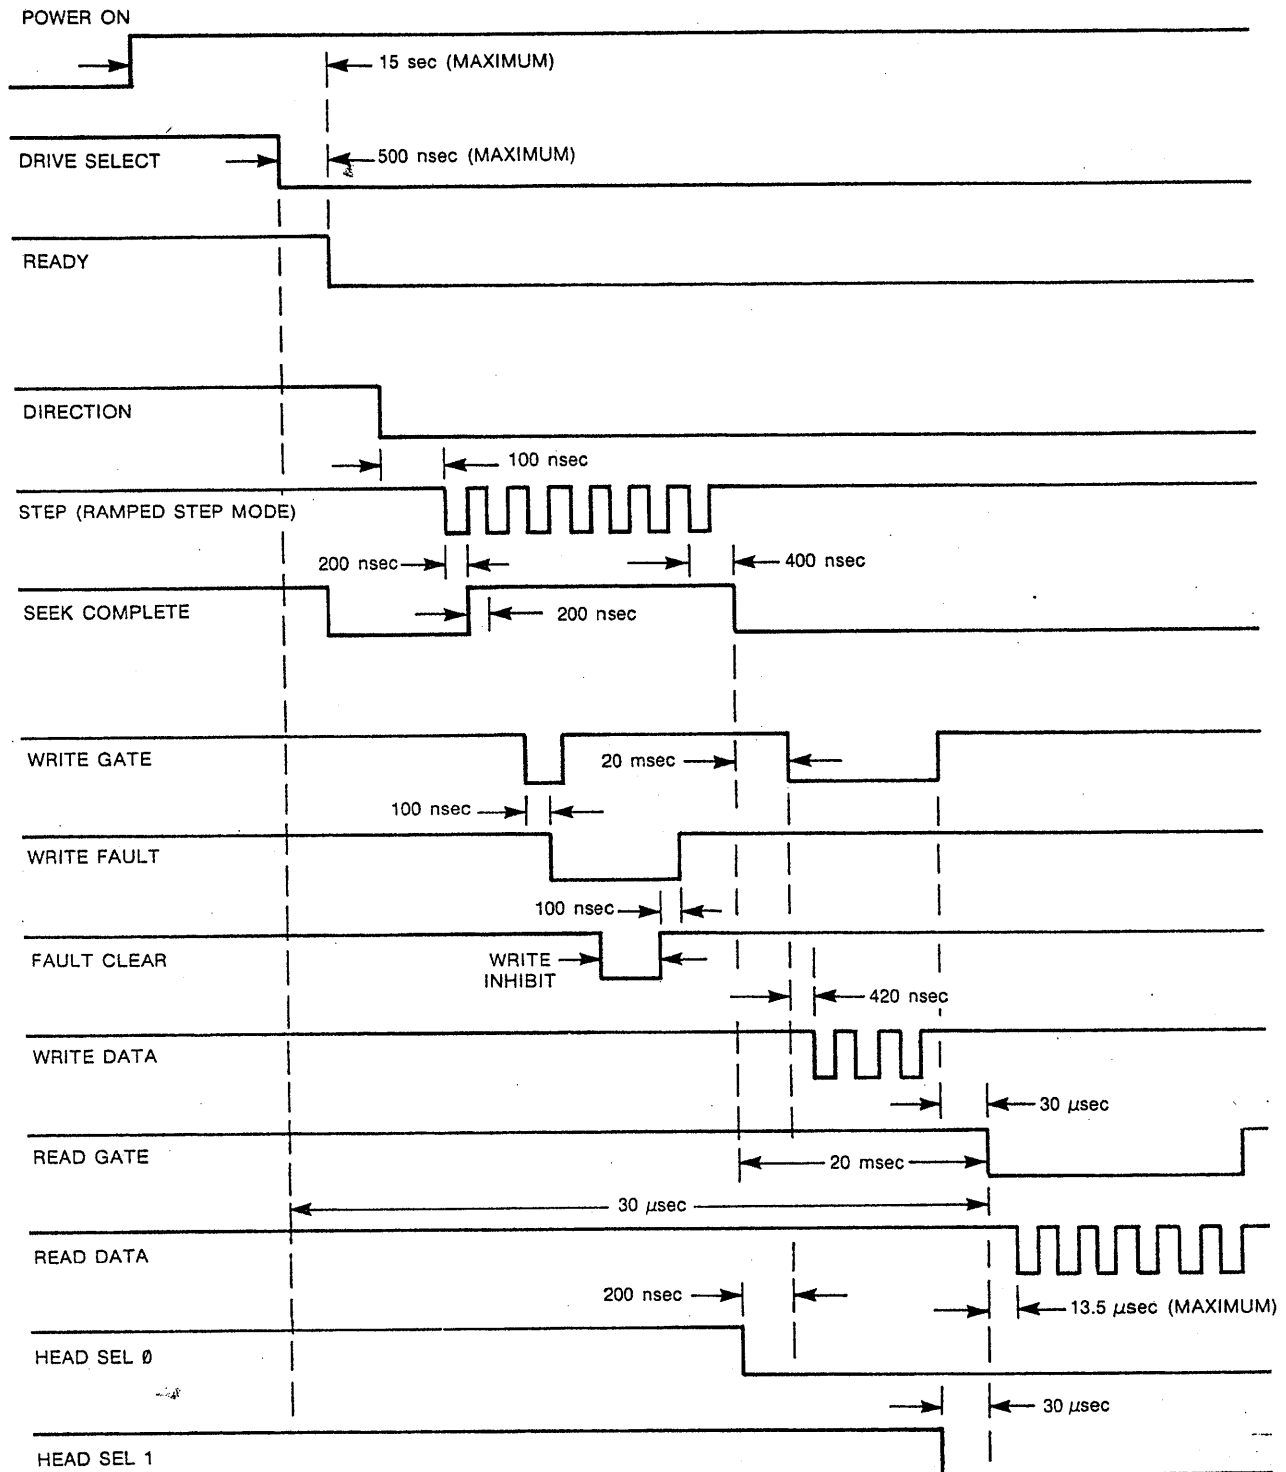 POWER ON
15 sec (MAXIMUM)
DRIVE SELECT
500 nsec (MAXIMUM)
READY
DIRECTION
100 nsec
STEP (RAMPED STEP MODE)
200 nsec
400 nsec
SEEK COMPLETE
200 nsec
WRITE GATE
20 msec
100 nsec
WRITE FAULT
100 nsec
FAULT CLEAR
WRITE
INHIBIT
420 nsec
WRITE DATA
30 μsec
READ GATE
20 msec
30 μsec
READ DATA
200 nsec
13.5 μsec (MAXIMUM)
HEAD SEL Ø
30 μsec
HEAD SEL 1